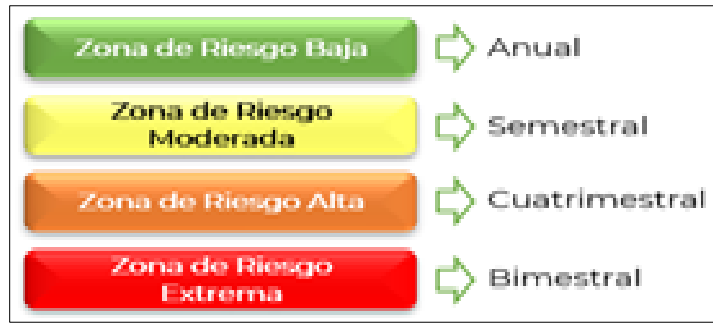 Zona de Riesgo Baja
Anual
Zona de Riesgo
Moderada
Semestral
Zona de Riesgo Alta
Cuatrimestral
Zona de Riesgo
Extrema
Bimestral